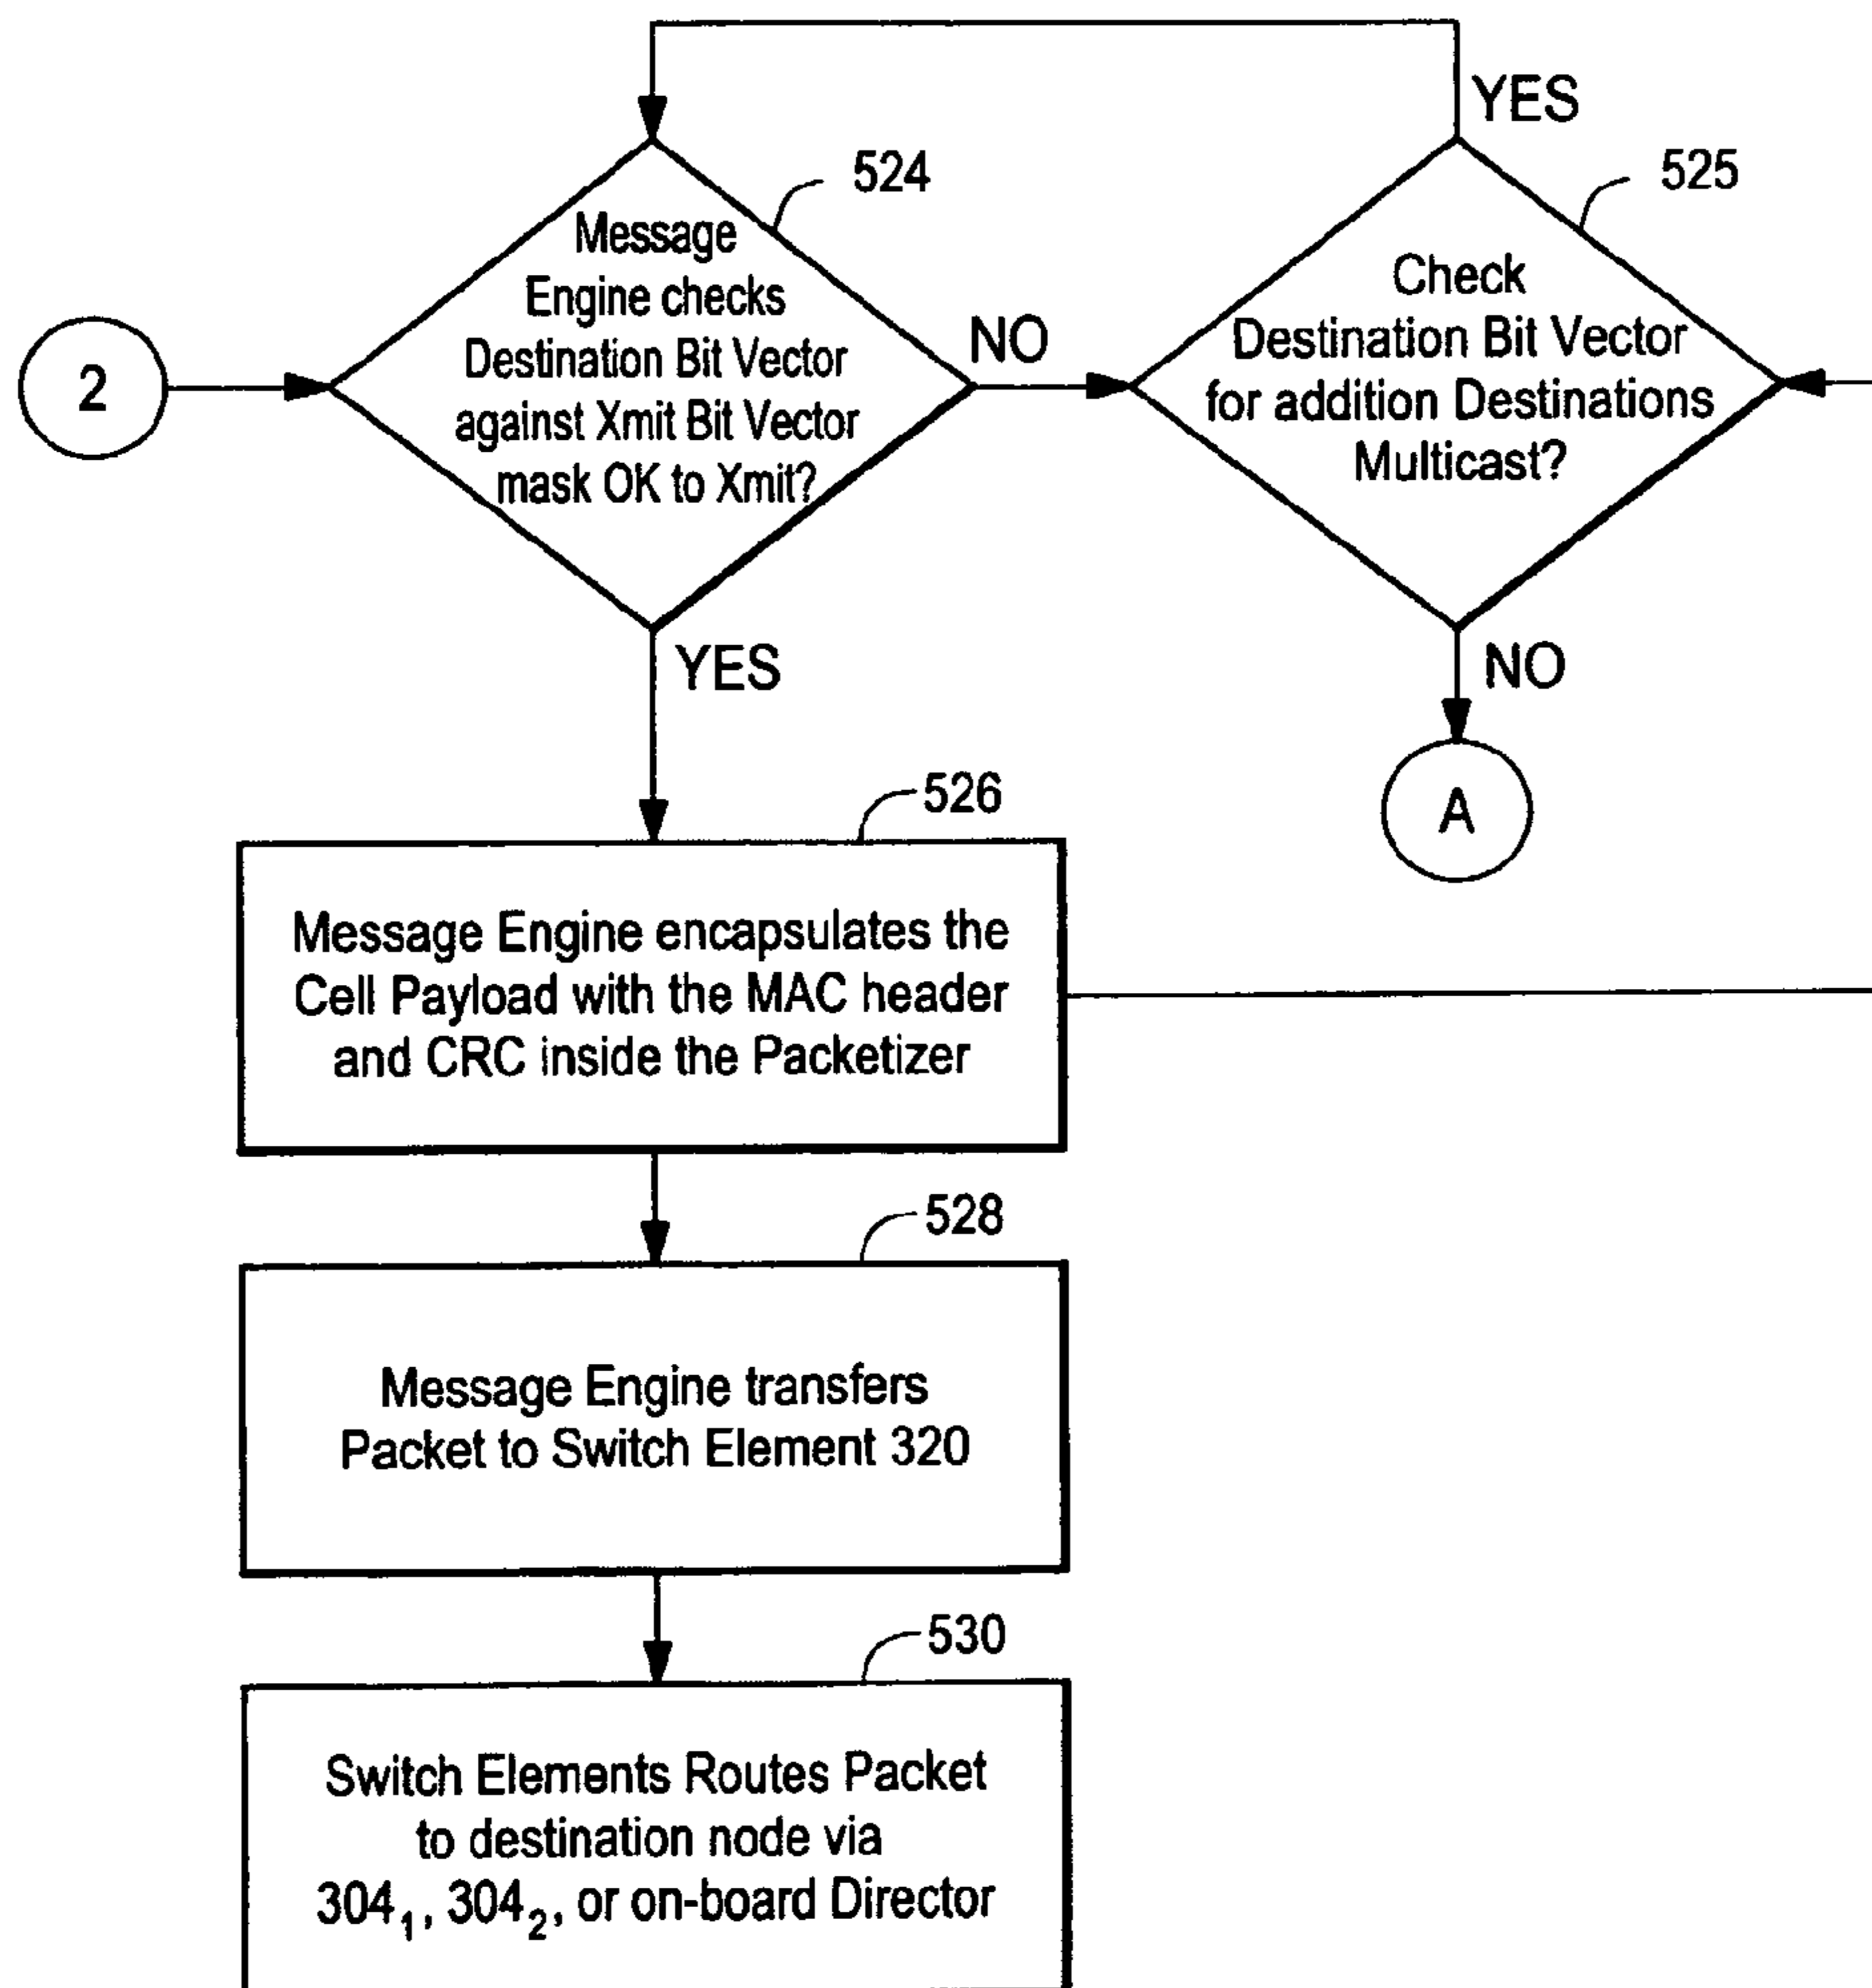 YES
524
525
Message
Engine checks
Destination Bit Vector
against Xmit Bit Vector
mask OK to Xmit?
NO
Check
Destination Bit Vector
for addition Destinations
Multicast?
2
YES
NO
A
526
Message Engine encapsulates the
Cell Payload with the MAC header
and CRC inside the Packetizer
528
Message Engine transfers
Packet to Switch Element 320
530
Switch Elements Routes Packet
to destination node via
304₁, 304₂, or on-board Director